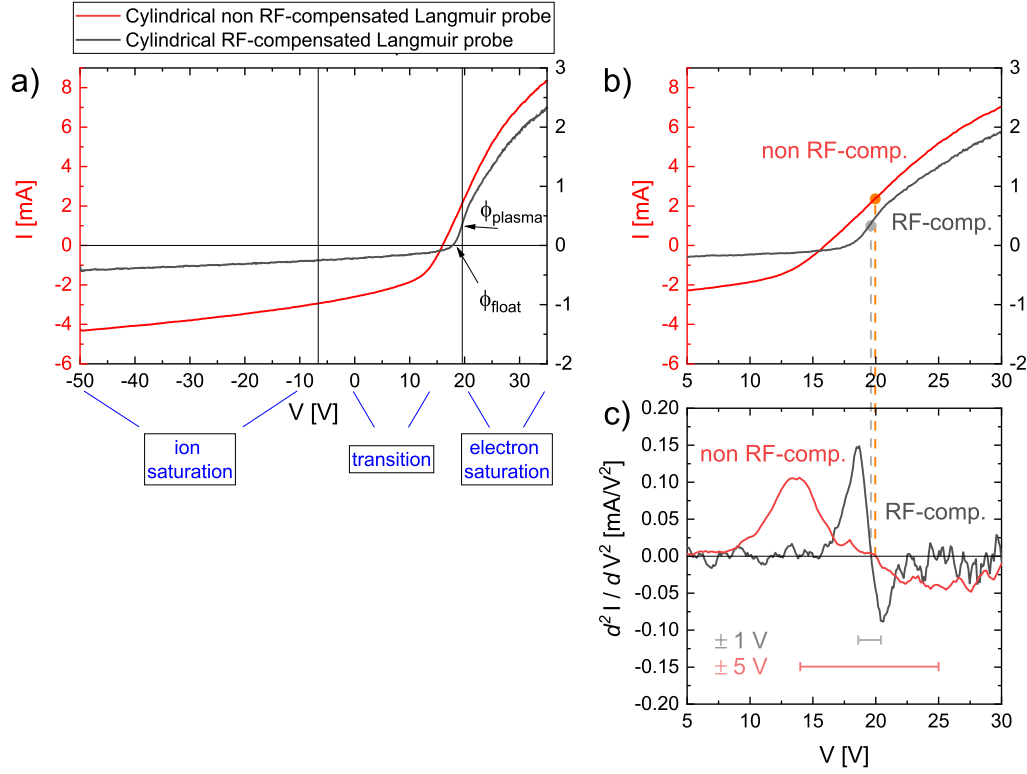 Cylindrical non RF-compensated Langmuir probe
Cylindrical RF-compensated Langmuir probe
a)
I [mA]
8
6
4
2
0
-2
-4
-6
3
2
1
0
-1
-2
ϕplasma
ϕfloat
-50 -40 -30 -20 -10 0 10 20 30
V [V]
ion
saturation
transition
electron
saturation
b)
I [mA]
8
6
4
2
0
-2
-4
-6
3
2
1
0
-1
-2
non RF-comp.
RF-comp.
5 10 15 20 25 30
c)
d² I / d V² [mA/V²]
0.20
0.15
0.10
0.05
0.00
-0.05
-0.10
-0.15
-0.20
non RF-comp.
RF-comp.
± 1 V
± 5 V
5 10 15 20 25 30
V [V]